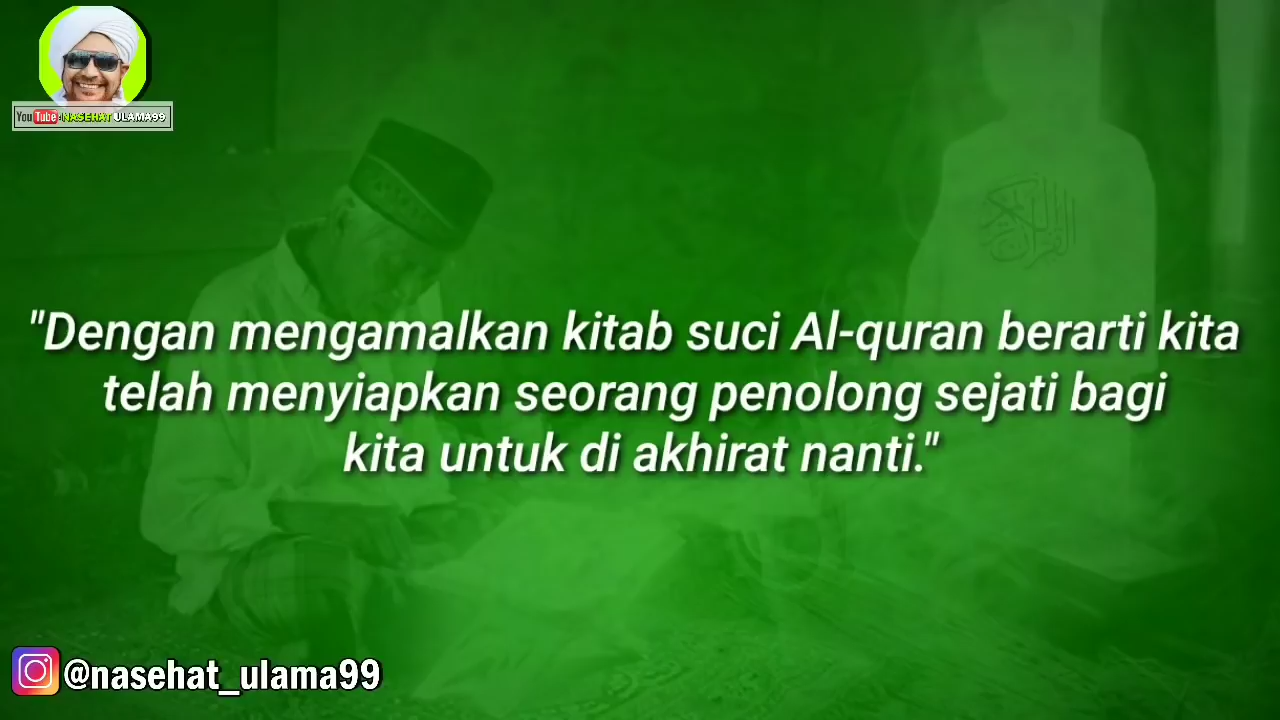 YouTube:NASEHAT ULAMA99
"Dengan mengamalkan kitab suci Al-quran berarti kita
telah menyiapkan seorang penolong sejati bagi
kita untuk di akhirat nanti."
@nasehat_ulama99